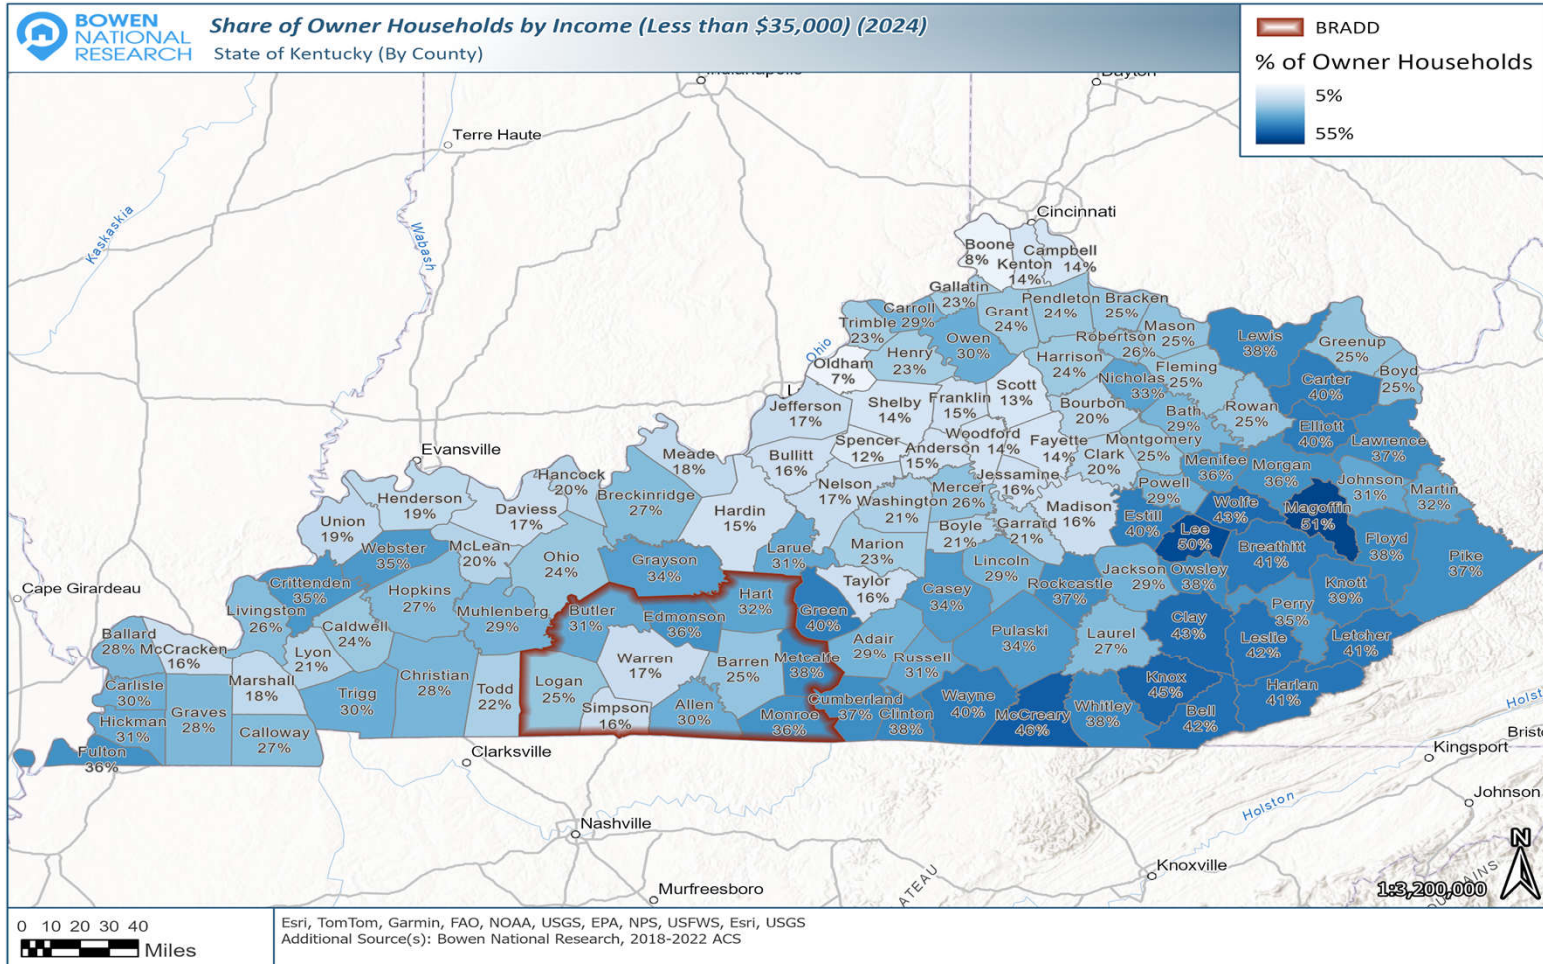 BOWEN
NATIONAL
RESEARCH
Share of Owner Households by Income (Less than $35,000) (2024)
State of Kentucky (By County)
BRADD
% of Owner Households
5%
55%
Indianapolis
Dayton
Terre Haute
Kaskaskia
Wabash
Cincinnati
Boone
8%
Kenton
14%
Campbell
14%
Gallatin
23%
Carroll
29%
Trimble
23%
Owen
30%
Grant
24%
Pendleton
24%
Bracken
25%
Robertson
26%
Mason
25%
Lewis
38%
Greenup
25%
Boyd
25%
Carter
40%
Ohio
Oldham
7%
Henry
23%
Harrison
24%
Nicholas
33%
Fleming
25%
Rowan
25%
Elliott
40%
Lawrence
37%
Jefferson
17%
Shelby
14%
Franklin
15%
Scott
13%
Bourbon
20%
Bath
29%
Evansville
Meade
18%
Bullitt
16%
Spencer
12%
Anderson
15%
Woodford
14%
Fayette
14%
Clark
20%
Montgomery
25%
Menifee
36%
Morgan
36%
Johnson
31%
Martin
32%
Henderson
19%
Union
19%
Daviess
17%
Hancock
20%
Breckinridge
27%
Hardin
15%
Nelson
17%
Washington
21%
Mercer
26%
Jessamine
16%
Madison
16%
Powell
29%
Estill
40%
Wolfe
43%
Magoffin
51%
Lee
50%
Breathitt
41%
Floyd
38%
Pike
37%
Webster
35%
McLean
20%
Ohio
24%
Grayson
34%
Larue
31%
Marion
23%
Boyle
21%
Garrard
21%
Lincoln
29%
Rockcastle
37%
Jackson
29%
Owsley
38%
Knott
39%
Cape Girardeau
Crittenden
35%
Livingston
26%
Hopkins
27%
Muhlenberg
29%
Butler
31%
Edmonson
36%
Hart
32%
Green
40%
Taylor
16%
Casey
34%
Pulaski
34%
Laurel
27%
Clay
43%
Perry
35%
Leslie
42%
Letcher
41%
Ballard
28%
McCracken
16%
Caldwell
24%
Lyon
21%
Marshall
18%
Christian
28%
Todd
22%
Logan
25%
Warren
17%
Simpson
16%
Barren
25%
Allen
30%
Metcalfe
38%
Monroe
36%
Adair
29%
Russell
31%
Cumberland
37%
Clinton
38%
Wayne
40%
McCreary
46%
Whitley
38%
Knox
45%
Bell
42%
Harlan
41%
Carlisle
30%
Hickman
31%
Fulton
36%
Graves
28%
Calloway
27%
Trigg
30%
Clarksville
Nashville
Murfreesboro
Knoxville
Kingsport
Holston
ATEAU
N
1:3,200,000
0 10 20 30 40
Miles
Esri, TomTom, Garmin, FAO, NOAA, USGS, EPA, NPS, USFWS, Esri, USGS
Additional Source(s): Bowen National Research, 2018-2022 ACS